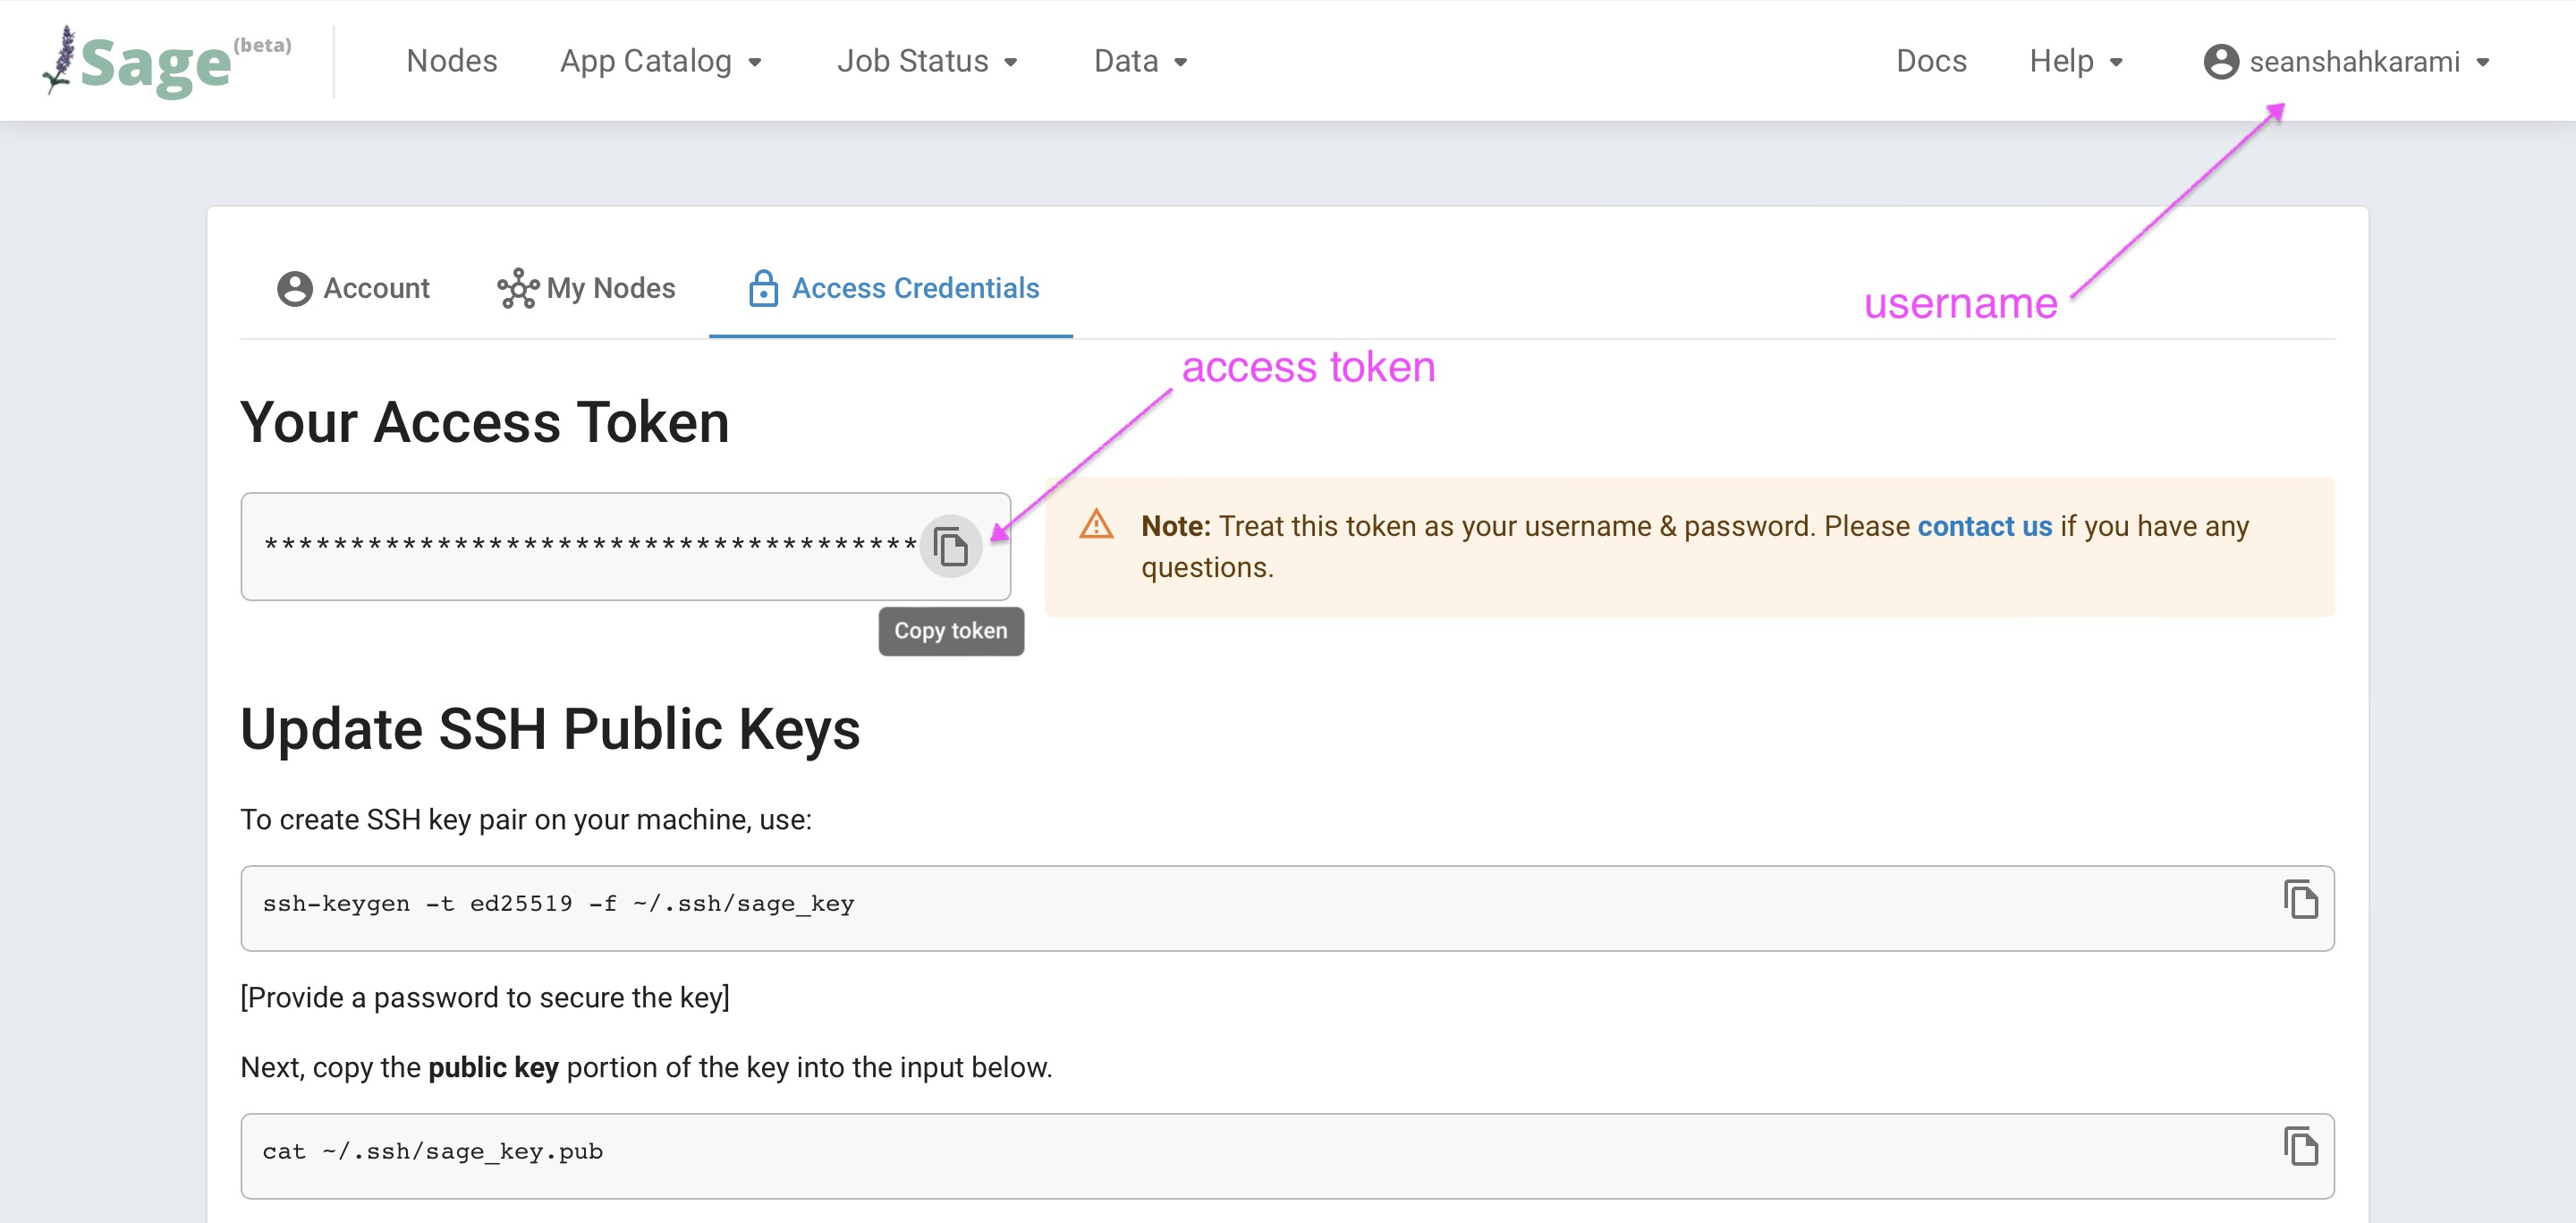 Sage (beta) Nodes App Catalog Job Status Data Docs Help seanshahkarami
username
Account My Nodes Access Credentials
access token
Your Access Token
**************************************
Note: Treat this token as your username & password. Please contact us if you have any
questions.
Copy token
Update SSH Public Keys
To create SSH key pair on your machine, use:
ssh-keygen -t ed25519 -f ~/.ssh/sage_key
[Provide a password to secure the key]
Next, copy the public key portion of the key into the input below.
cat ~/.ssh/sage_key.pub